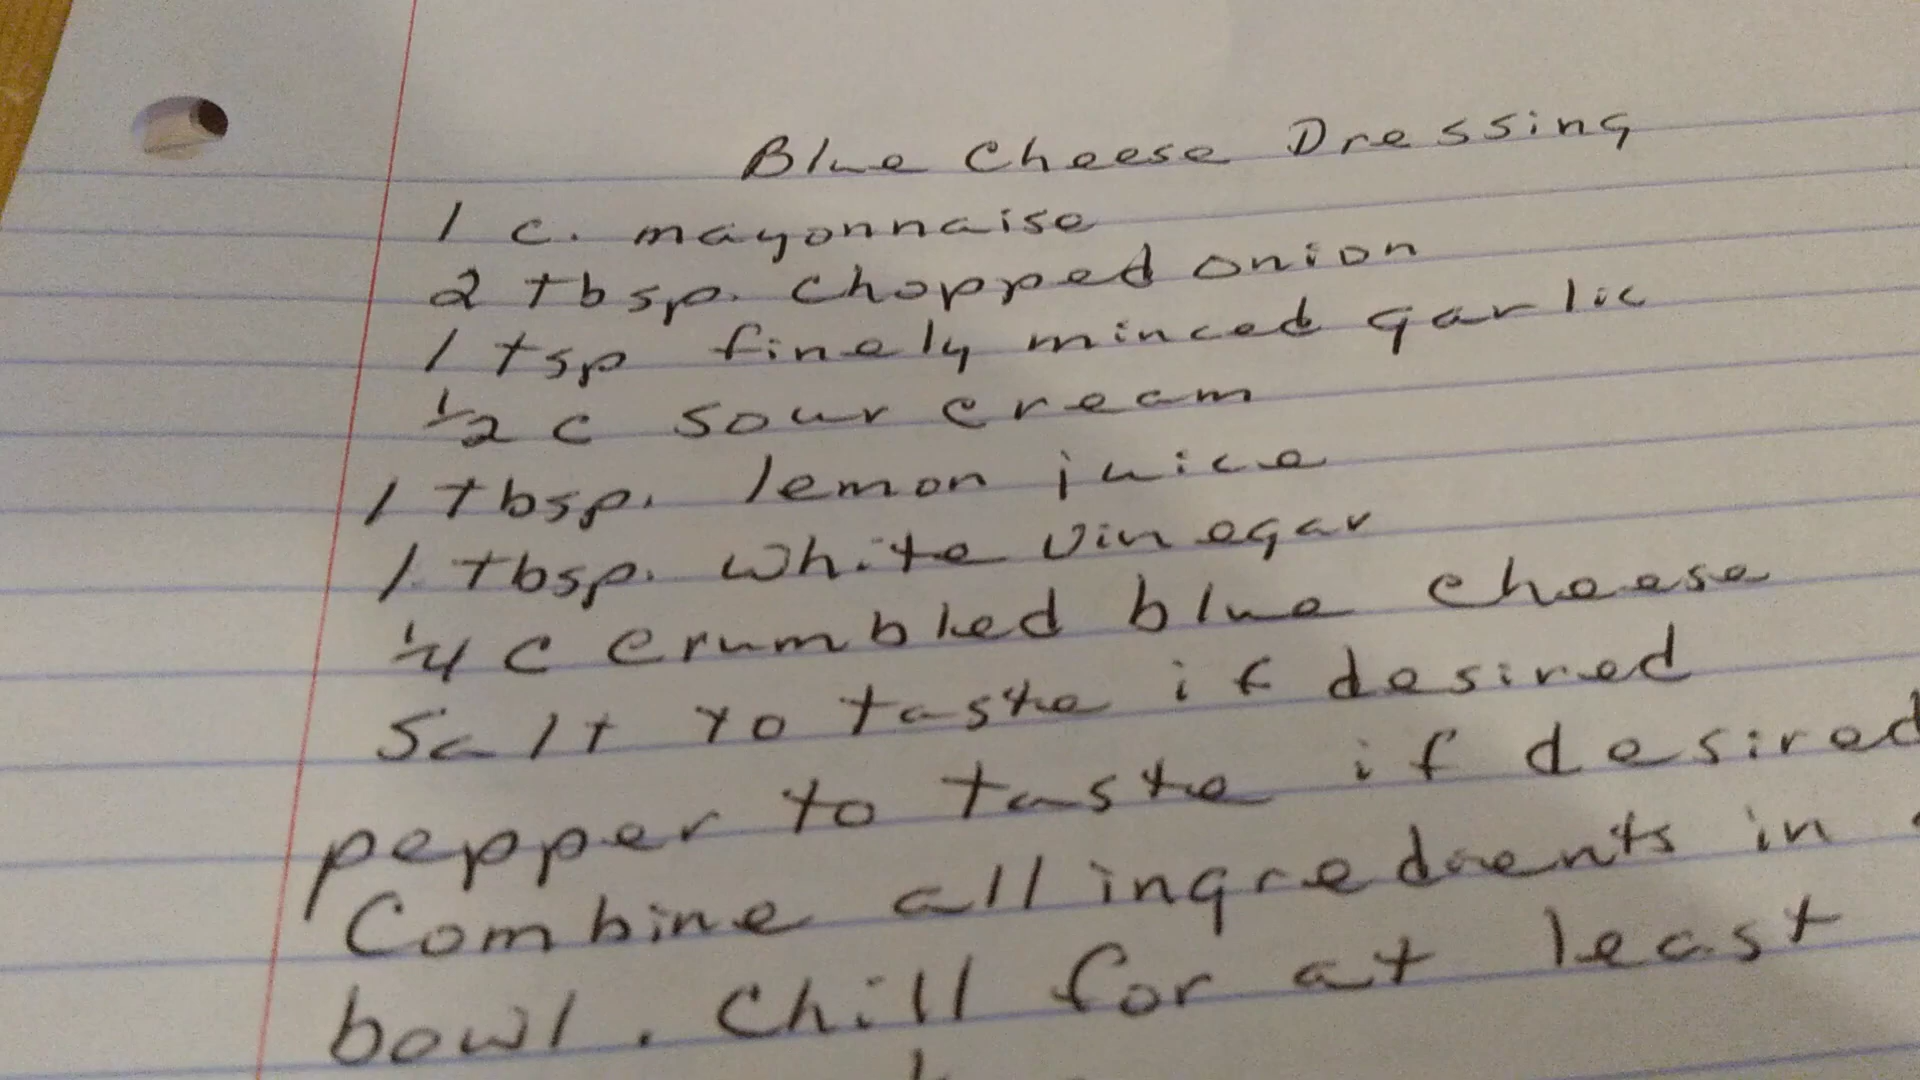 Blue Cheese Dressing
1 c. mayonnaise
2 tbsp. chopped onion
1 tsp finely minced garlic
1/2 c sour cream
1 tbsp. lemon juice
1 tbsp. white vinegar
1/4 c crumbled blue cheese
Salt to taste if desired
pepper to taste if desired
Combine all ingredients in
bowl. Chill for at least